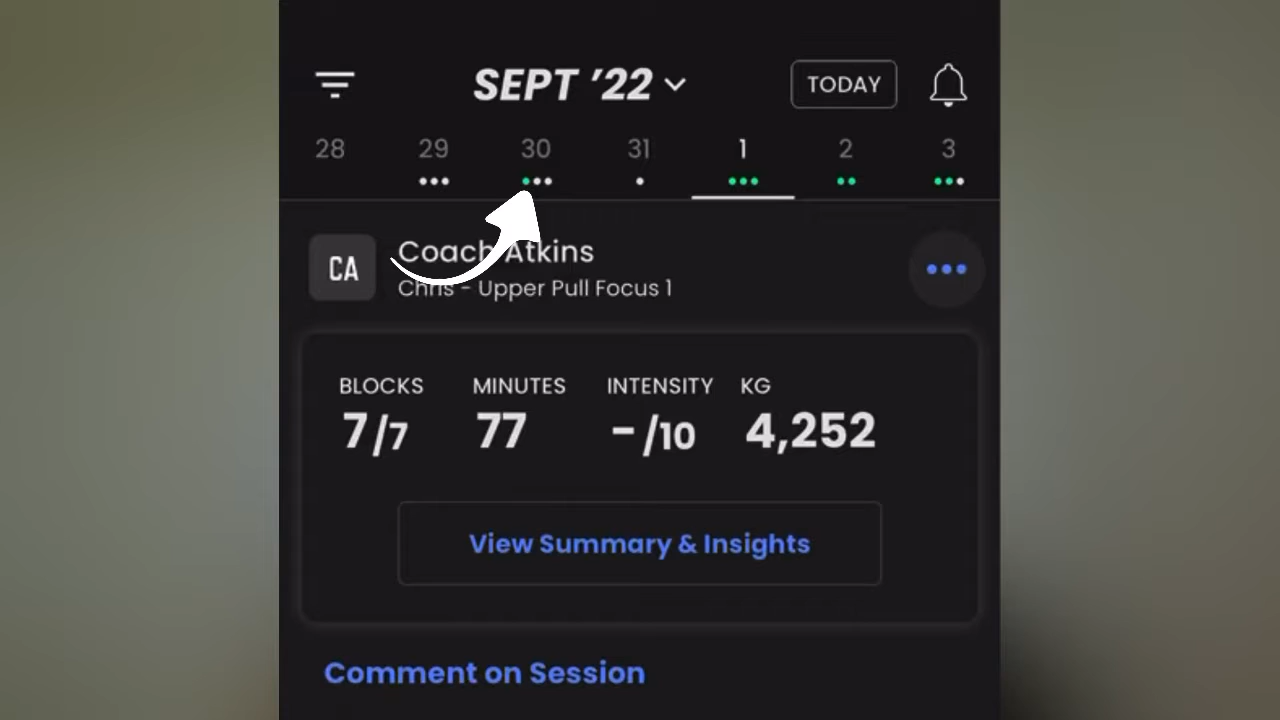 SEPT ’22
TODAY
28 29 30 31 1 2 3
CA
Coach Atkins
Chris - Upper Pull Focus 1
BLOCKS MINUTES INTENSITY KG
7/7 77 -/10 4,252
View Summary & Insights
Comment on Session